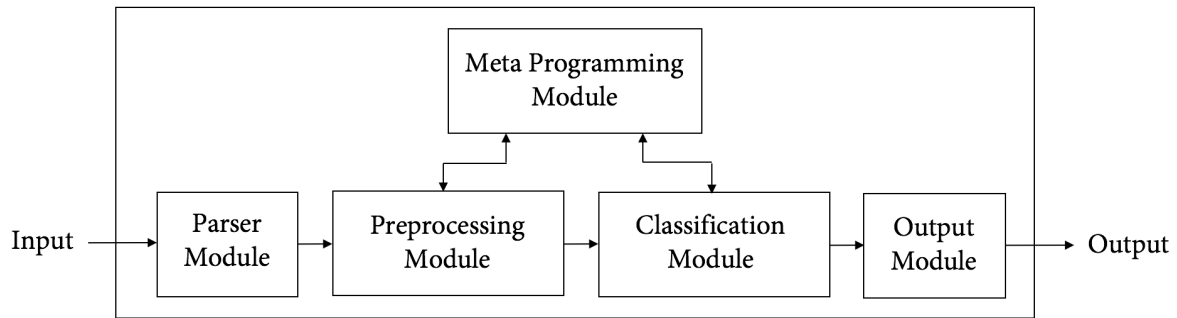 Meta Programming
Module
Input
Parser
Module
Preprocessing
Module
Classification
Module
Output
Module
Output